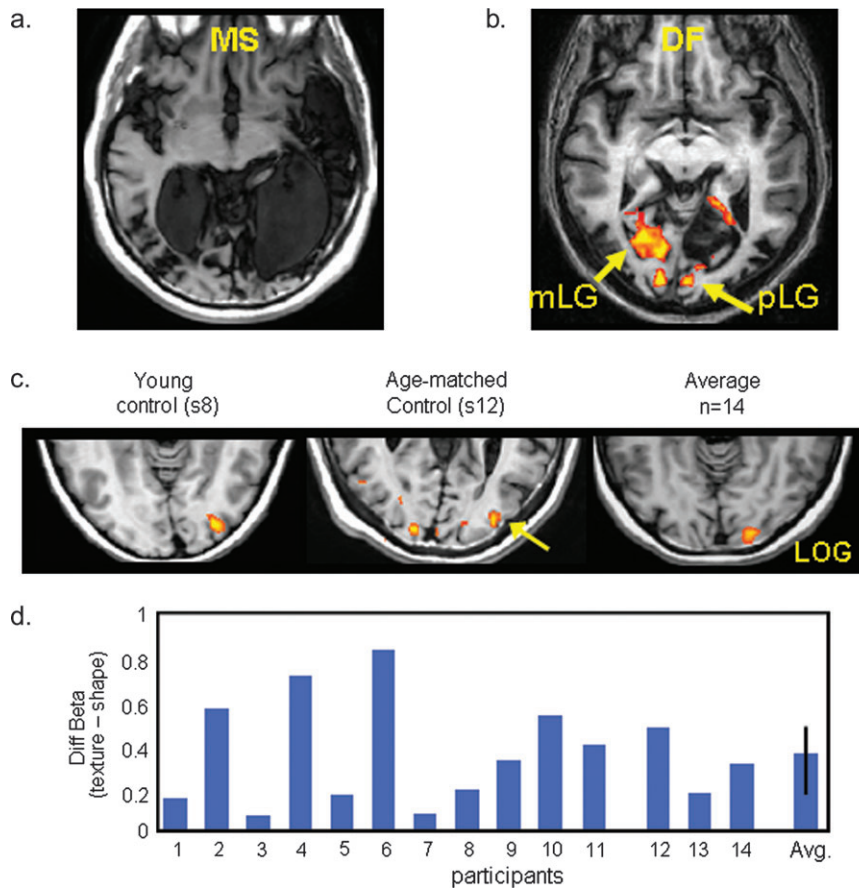 a.
MS
b.
DF
mLG
pLG
c.
Young
control (s8)
Age-matched
Control (s12)
Average
n=14
LOG
d.
Diff Beta
(texture – shape)
1
0.8
0.6
0.4
0.2
0
1 2 3 4 5 6 7 8 9 10 11 12 13 14 Avg.
participants